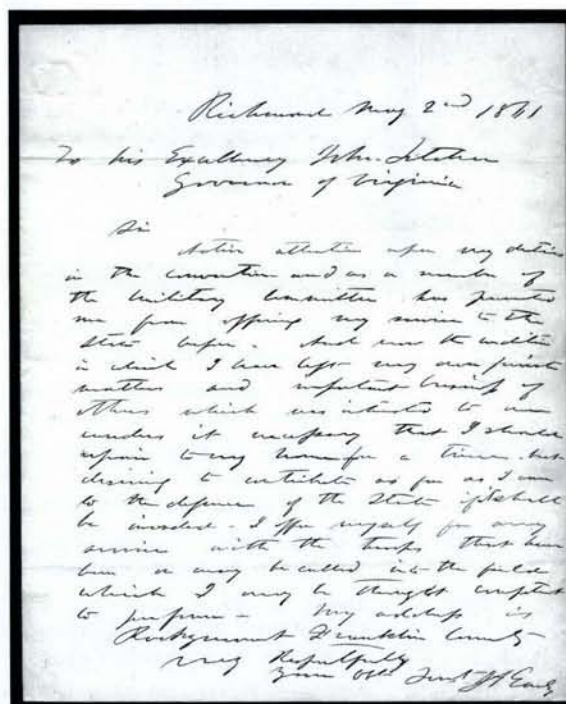 Richmond May 2nd 1861
To his Excellency John Letcher
Governor of Virginia
Sir
Active attention upon my duties
in the convention and as a member of
the Military Committee has prevented
me from offering my service to the
State before. And now the condition
in which I have left my own private
matters and important business of
others which was intrusted to me
renders it necessary that I should
repair to my home for a time. but
desiring to contribute as far as I can
to the defence of the State if it shall
be invaded. I offer myself for any
service with the troops that have
been or may be called into the field
which I may be thought competent
to perform - My address is
Rockymount Franklin County
Very Respectfully
Your Obt. Servt J A Early